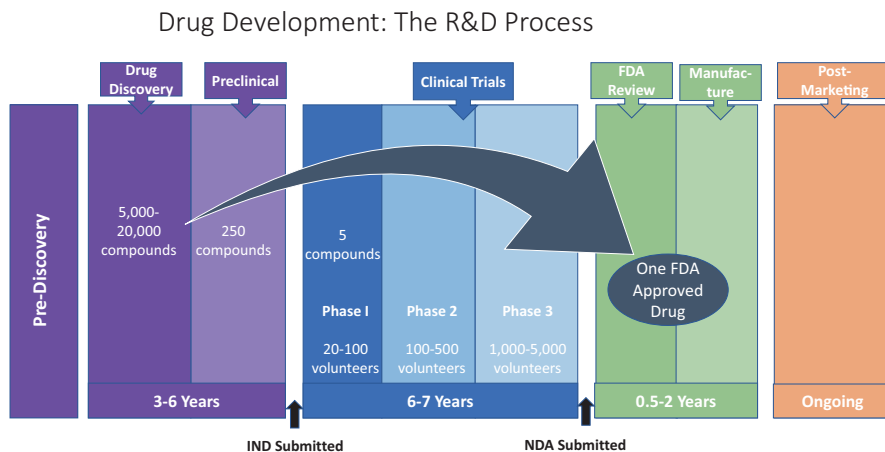 Drug Development: The R&D Process
Drug
Discovery
Preclinical
Clinical Trials
FDA
Review
Manufac-
ture
Post-
Marketing
Pre-Discovery
5,000-
20,000
compounds
250
compounds
5
compounds
One FDA
Approved
Drug
Phase I
Phase 2
Phase 3
20-100
volunteers
100-500
volunteers
1,000-5,000
volunteers
3-6 Years
6-7 Years
0.5-2 Years
Ongoing
IND Submitted
NDA Submitted